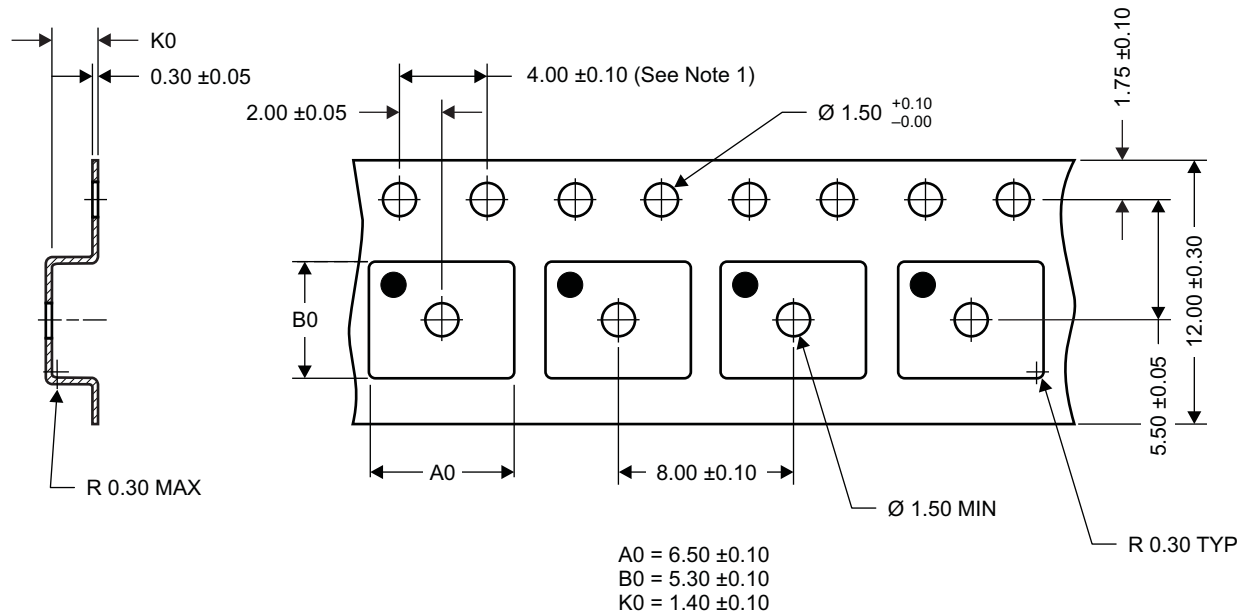 K0
0.30 ±0.05
4.00 ±0.10 (See Note 1)
2.00 ±0.05
Ø 1.50 +0.10 –0.00
1.75 ±0.10
B0
12.00 ±0.30
5.50 ±0.05
R 0.30 MAX
A0
8.00 ±0.10
Ø 1.50 MIN
R 0.30 TYP
A0 = 6.50 ±0.10
B0 = 5.30 ±0.10
K0 = 1.40 ±0.10